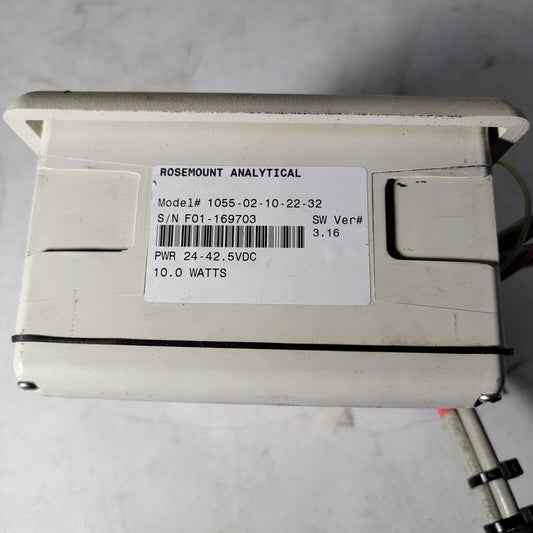 ROSEMOUNT ANALYTICAL
Model# 1055-02-10-22-32
S/N F01-169703 SW Ver#
3.16
PWR 24-42.5VDC
10.0 WATTS